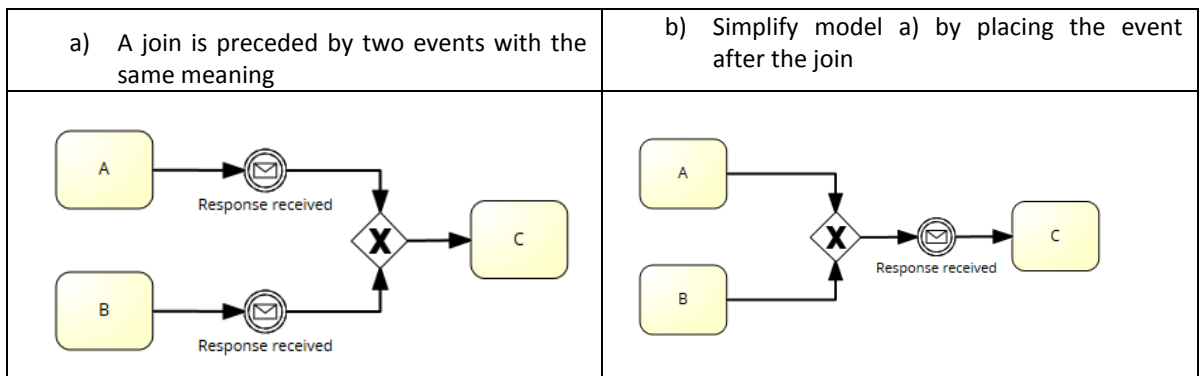 a) A join is preceded by two events with the
same meaning
b) Simplify model a) by placing the event
after the join
A
Response received
X
C
B
Response received
A
X
C
Response received
B